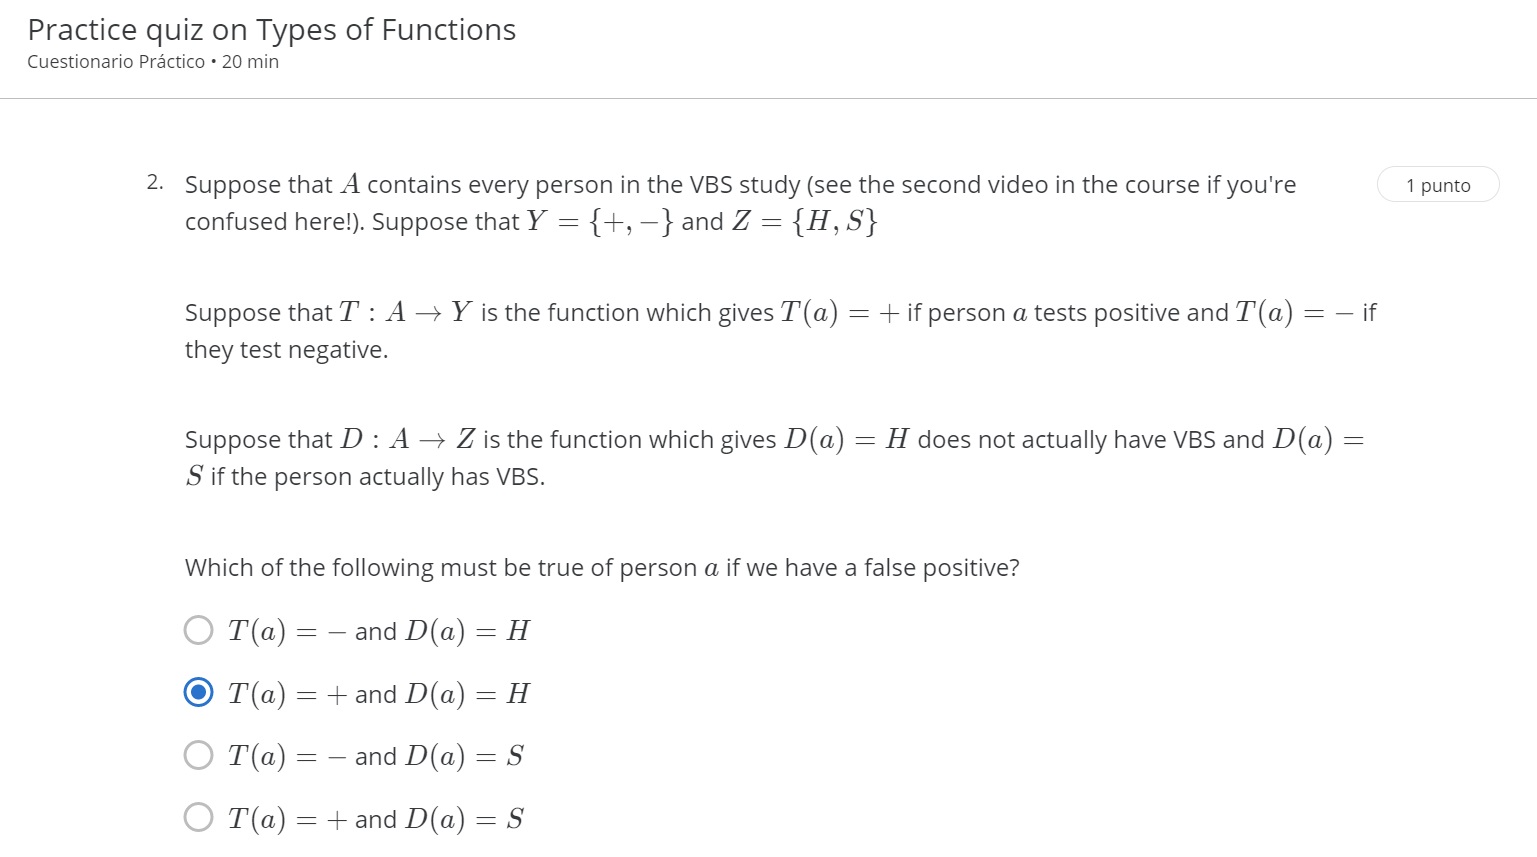 Practice quiz on Types of Functions
Cuestionario Práctico • 20 min
2. Suppose that A contains every person in the VBS study (see the second video in the course if you're
1 punto
confused here!). Suppose that Y = {+, −} and Z = {H, S}
Suppose that T : A → Y is the function which gives T(a) = + if person a tests positive and T(a) = − if
they test negative.
Suppose that D : A → Z is the function which gives D(a) = H does not actually have VBS and D(a) =
S if the person actually has VBS.
Which of the following must be true of person a if we have a false positive?
T(a) = − and D(a) = H
T(a) = + and D(a) = H
T(a) = − and D(a) = S
T(a) = + and D(a) = S